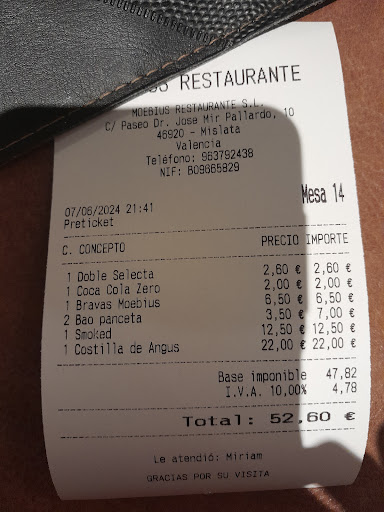 US RESTAURANTE
MOEBIUS RESTAURANTE S.L.
C/ Paseo Dr. Jose Mir Pallardo, 10
46920 - Mislata
Valencia
Teléfono: 963792438
NIF: B09665829
Mesa 14
07/06/2024 21:41
Preticket
C. CONCEPTO PRECIO IMPORTE
1 Doble Selecta 2,60 € 2,60 €
1 Coca Cola Zero 2,00 € 2,00 €
1 Bravas Moebius 6,50 € 6,50 €
2 Bao panceta 3,50 € 7,00 €
1 Smoked 12,50 € 12,50 €
1 Costilla de Angus 22,00 € 22,00 €
Base imponible 47,82
I.V.A. 10,00% 4,78
Total: 52,60 €
Le atendió: Miriam
GRACIAS POR SU VISITA